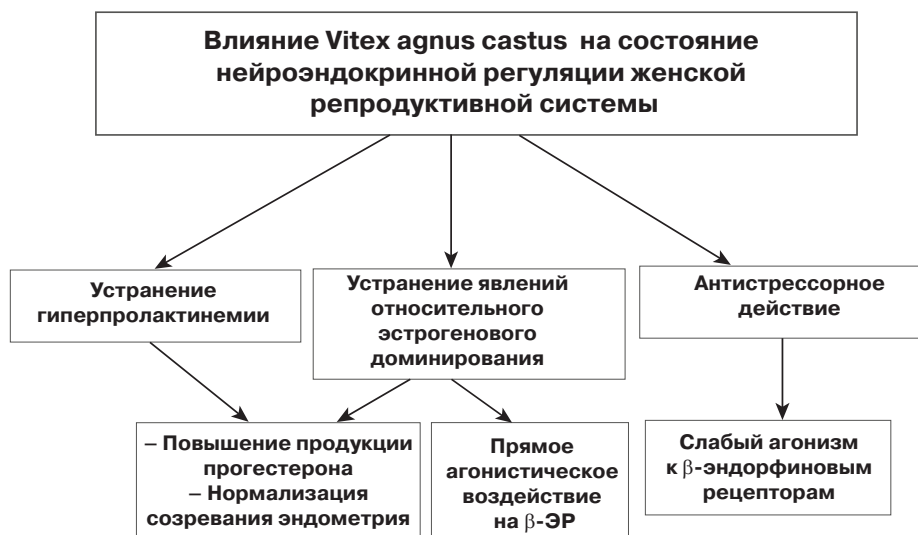 Влияние Vitex agnus castus на состояние
нейроэндокринной регуляции женской
репродуктивной системы
Устранение
гиперпролактинемии
Устранение явлений
относительного
эстрогенового
доминирования
Антистрессорное
действие
– Повышение продукции
прогестерона
– Нормализация
созревания эндометрия
Прямое
агонистическое
воздействие
на β-ЭР
Слабый агонизм
к β-эндорфиновым
рецепторам